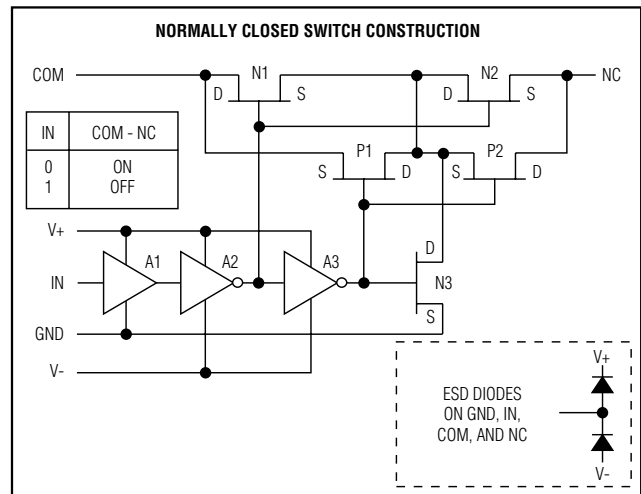 NORMALLY CLOSED SWITCH CONSTRUCTION
COM N1 N2 NC
D S D S
IN COM - NC
0 ON
1 OFF
P1 P2
S D S D
V+
A1 A2 A3 D
IN N3
GND S
V-
V+
ESD DIODES
ON GND, IN,
COM, AND NC
V-